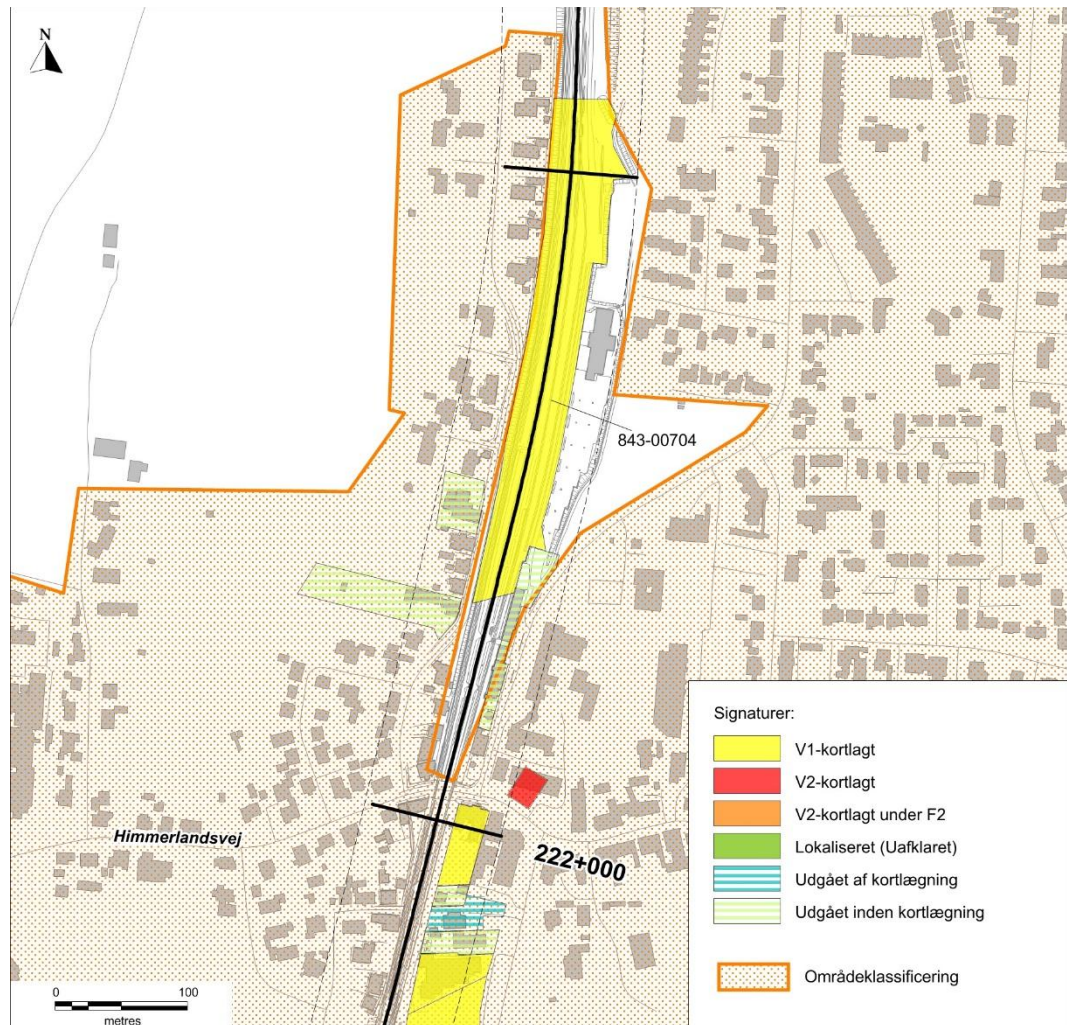 N
843-00704
Himmerlandsvej
222+000
0 100
metres
Signaturer:
V1-kortlagt
V2-kortlagt
V2-kortlagt under F2
Lokaliseret (Uafklaret)
Udgået af kortlægning
Udgået inden kortlægning
Områdeklassificering